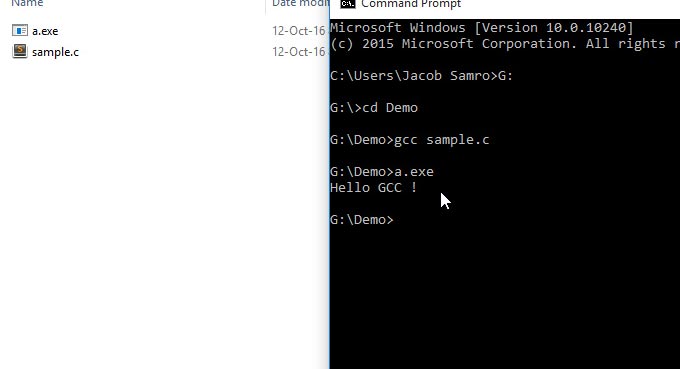 Name
Date modi
a.exe
12-Oct-16
sample.c
12-Oct-16
Command Prompt
Microsoft Windows [Version 10.0.10240]
(c) 2015 Microsoft Corporation. All rights r
C:\Users\Jacob Samro>G:
G:\>cd Demo
G:\Demo>gcc sample.c
G:\Demo>a.exe
Hello GCC !
G:\Demo>